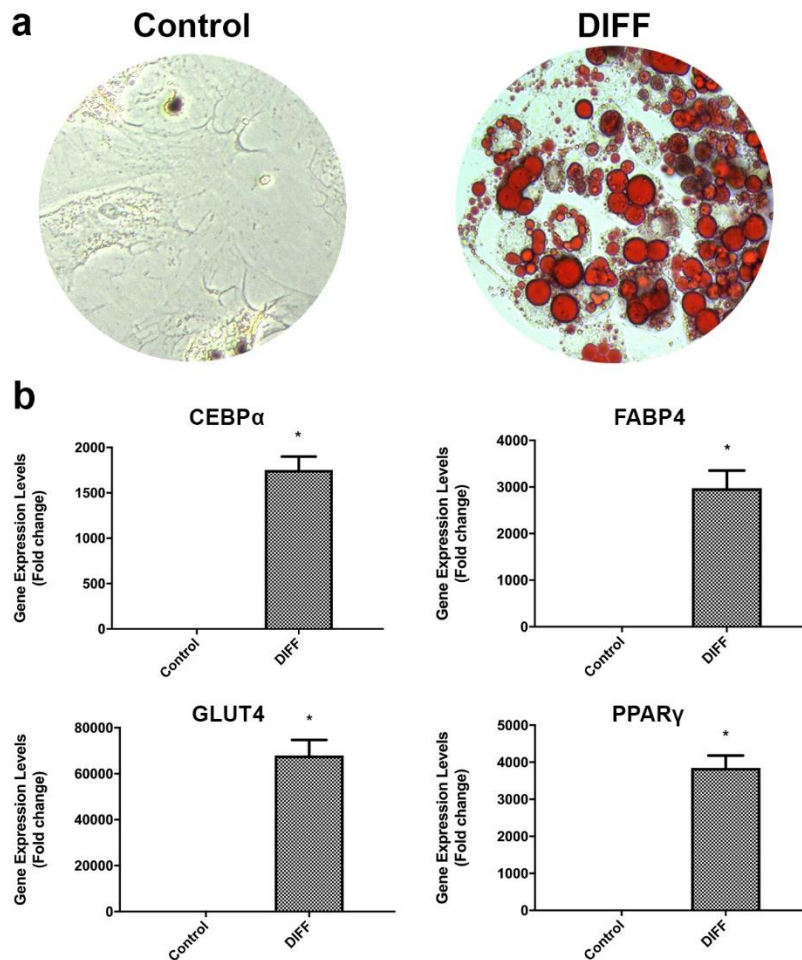 a
Control
DIFF
b
CEBPα
*
Gene Expression Levels
(Fold change)
2000
1500
1000
500
0
Control
DIFF
FABP4
*
Gene Expression Levels
(Fold change)
4000
3000
2000
1000
0
Control
DIFF
GLUT4
*
Gene Expression Levels
(Fold change)
80000
60000
40000
20000
0
Control
DIFF
PPARγ
*
Gene Expression Levels
(Fold change)
5000
4000
3000
2000
1000
0
Control
DIFF